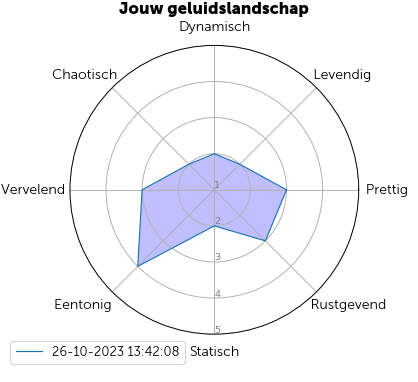 Jouw geluidslandschap
Dynamisch
Chaotisch
Levendig
Vervelend
1
Prettig
2
3
4
Eentonig
Rustgevend
5
26-10-2023 13:42:08
Statisch